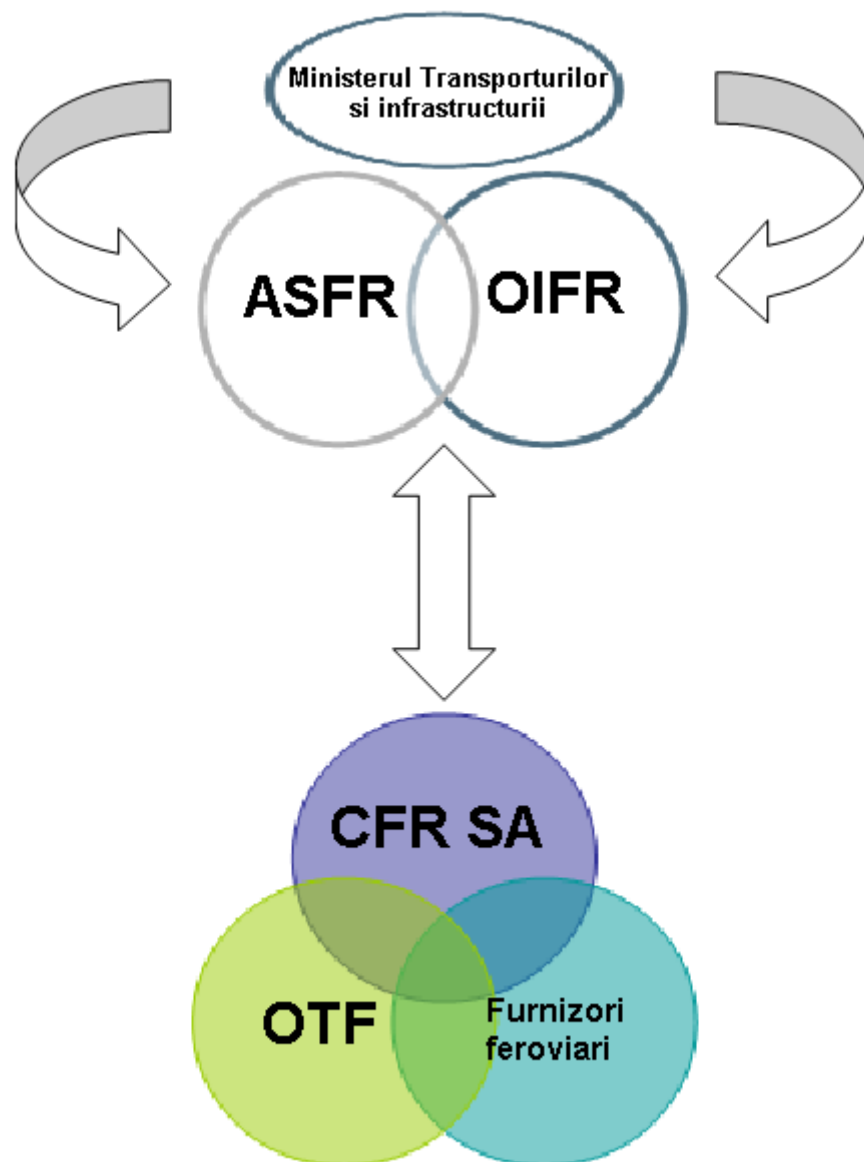 Ministerul Transporturilor
si infrastructurii
ASFR
OIFR
CFR SA
OTF
Furnizori
feroviari